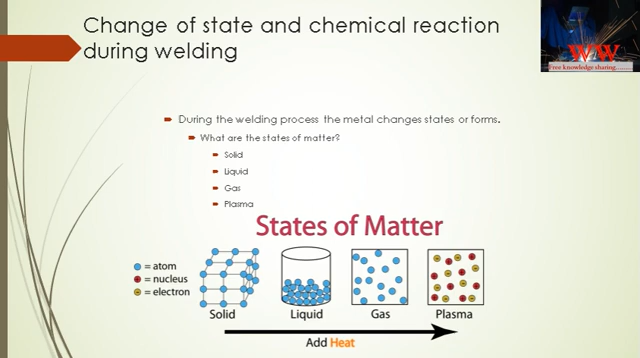 Change of state and chemical reaction
during welding
WW
Free knowledge sharing........
During the welding process the metal changes states or forms.
What are the states of matter?
Solid
Liquid
Gas
Plasma
States of Matter
= atom
= nucleus
= electron
Solid
Liquid
Gas
Plasma
Add Heat